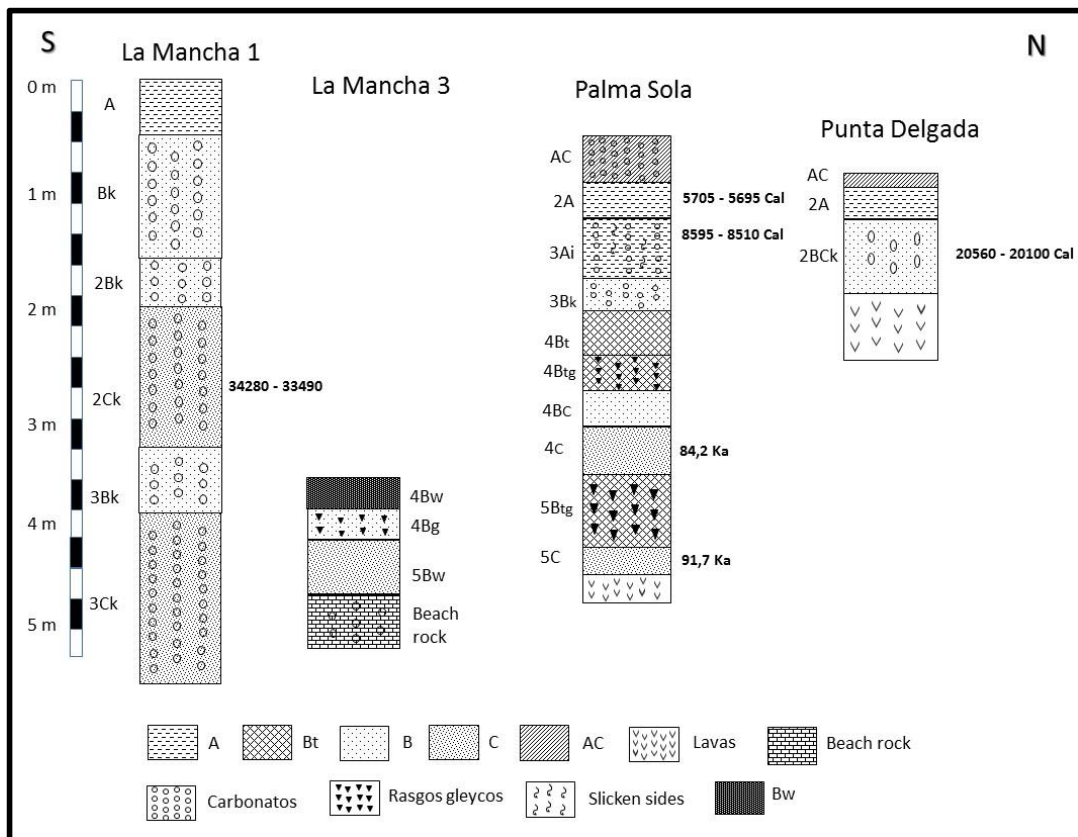 S
N
La Mancha 1
La Mancha 3
Palma Sola
Punta Delgada
0 m
1 m
2 m
3 m
4 m
5 m
A
Bk
2Bk
2Ck
3Bk
3Ck
34280 - 33490
4Bw
4Bg
5Bw
Beach
rock
AC
2A
3Ai
3Bk
4Bt
4Btg
4BC
4C
5Btg
5C
5705 - 5695 Cal
8595 - 8510 Cal
84,2 Ka
91,7 Ka
AC
2A
2BCk
20560 - 20100 Cal
A
Bt
B
C
AC
Lavas
Beach rock
Carbonatos
Rasgos gleycos
Slicken sides
Bw